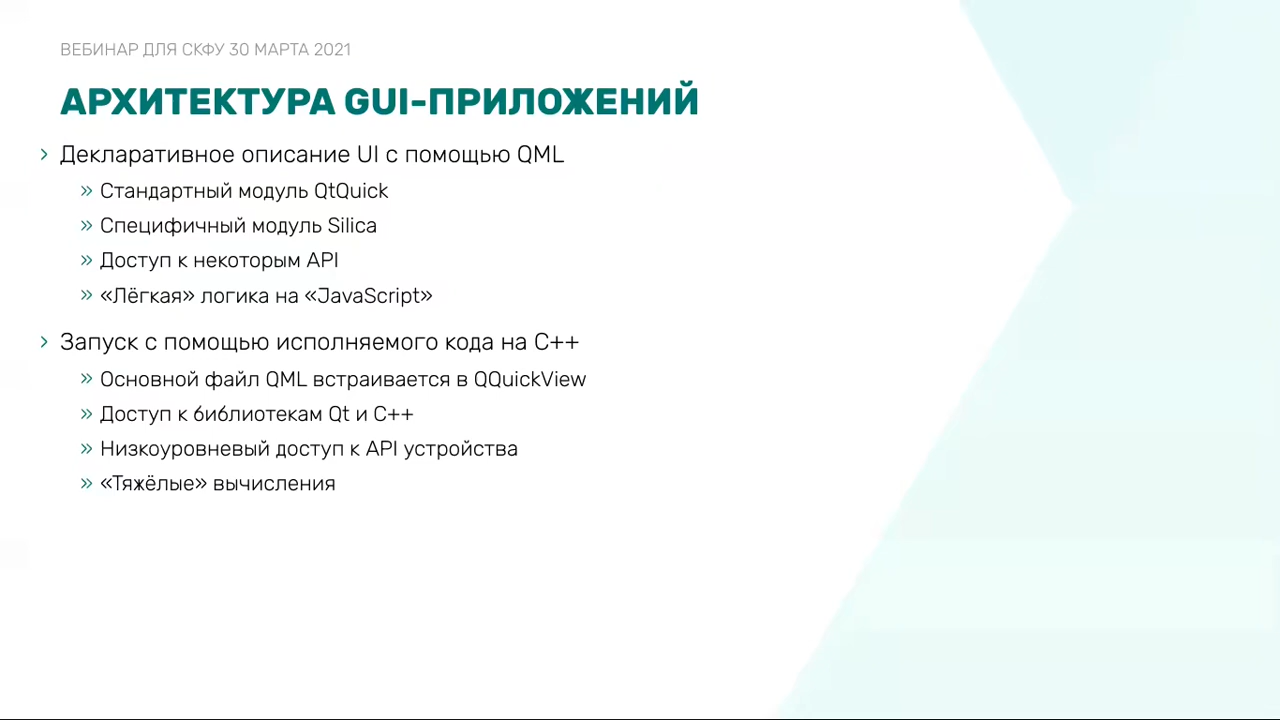 ВЕБИНАР ДЛЯ СКФУ 30 МАРТА 2021
АРХИТЕКТУРА GUI-ПРИЛОЖЕНИЙ
› Декларативное описание UI с помощью QML
» Стандартный модуль QtQuick
» Специфичный модуль Silica
» Доступ к некоторым API
» «Лёгкая» логика на «JavaScript»
› Запуск с помощью исполняемого кода на C++
» Основной файл QML встраивается в QQuickView
» Доступ к библиотекам Qt и C++
» Низкоуровневый доступ к API устройства
» «Тяжёлые» вычисления